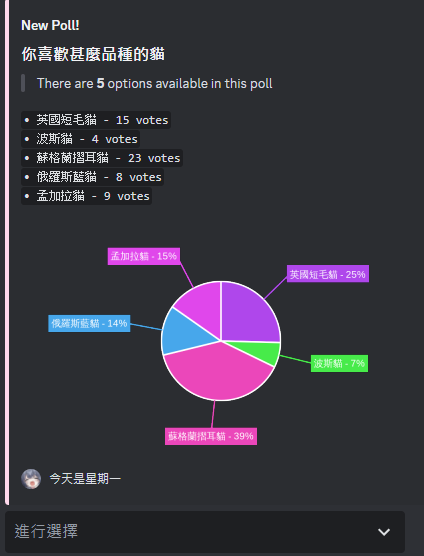 New Poll!
你喜歡甚麼品種的貓
There are 5 options available in this poll
• 英國短毛貓 - 15 votes
• 波斯貓 - 4 votes
• 蘇格蘭摺耳貓 - 23 votes
• 俄羅斯藍貓 - 8 votes
• 孟加拉貓 - 9 votes
孟加拉貓 - 15%
英國短毛貓 - 25%
俄羅斯藍貓 - 14%
波斯貓 - 7%
蘇格蘭摺耳貓 - 39%
今天是星期一
進行選擇